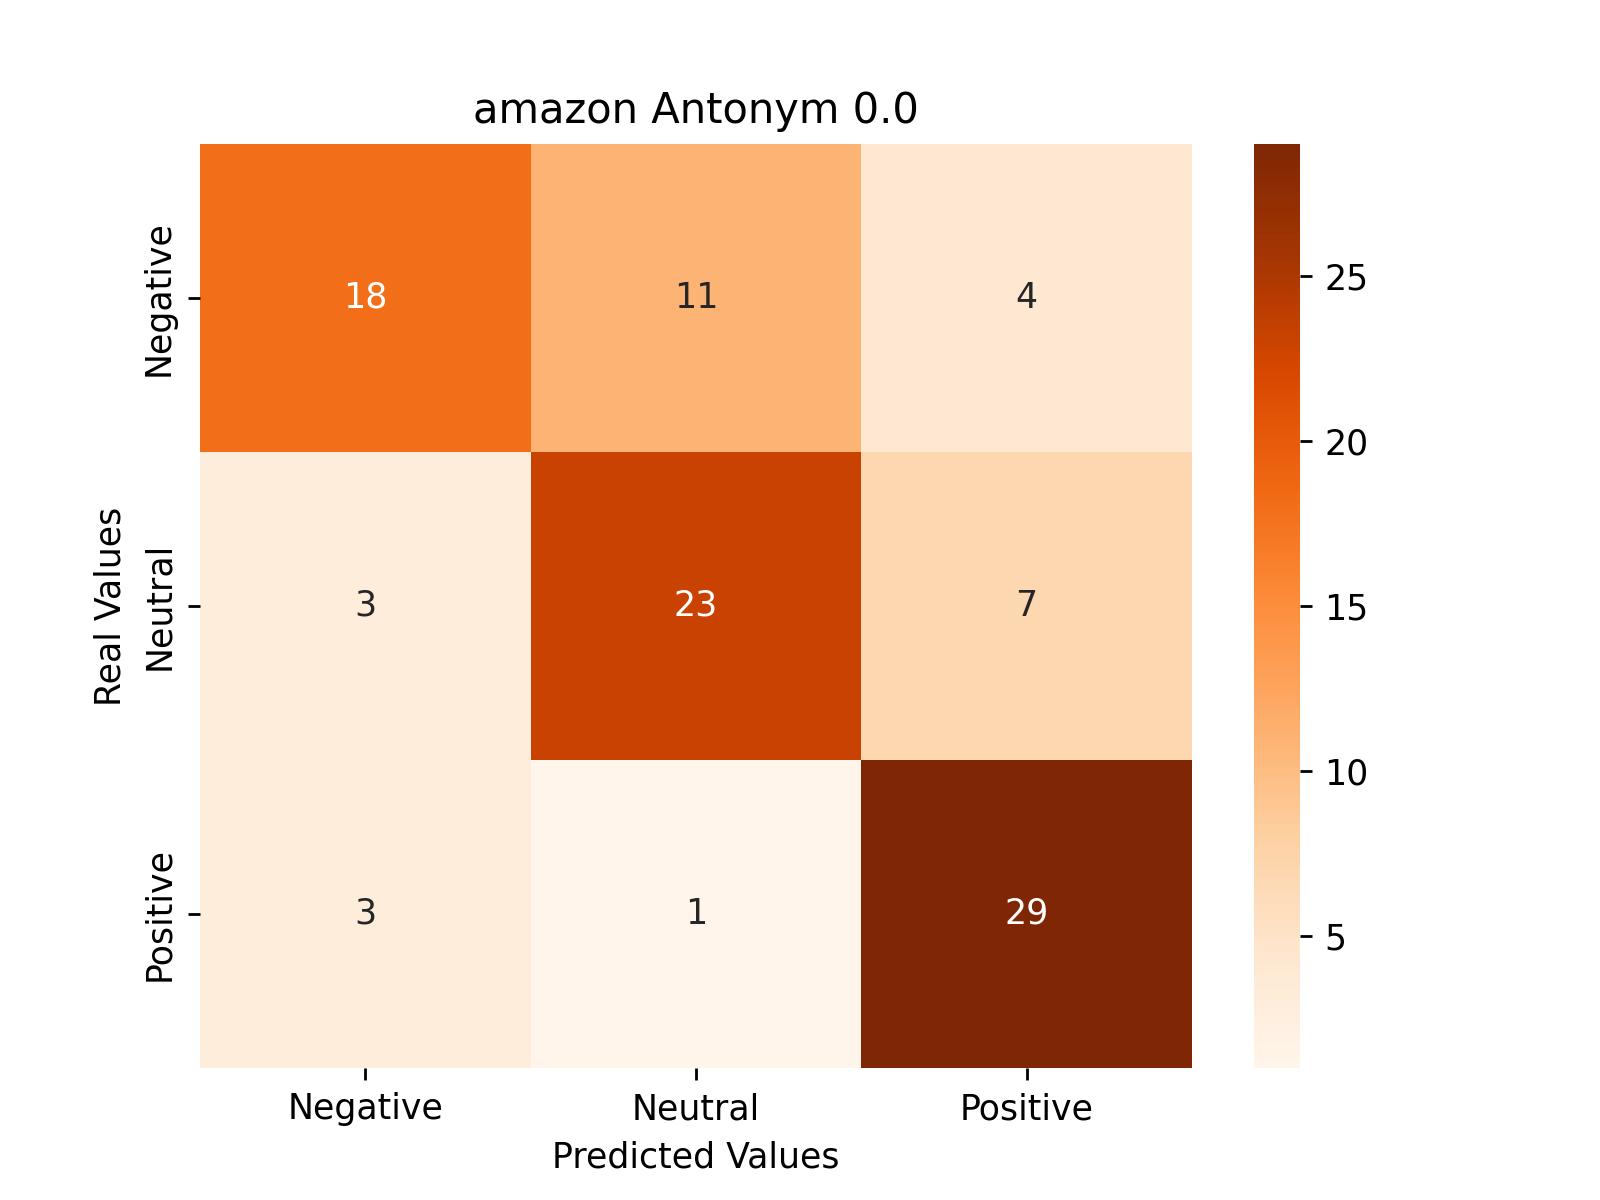 amazon Antonym 0.0
Real Values
Negative
18 11 4
Neutral
3 23 7
Positive
3 1 29
Negative Neutral Positive
Predicted Values
25
20
15
10
5